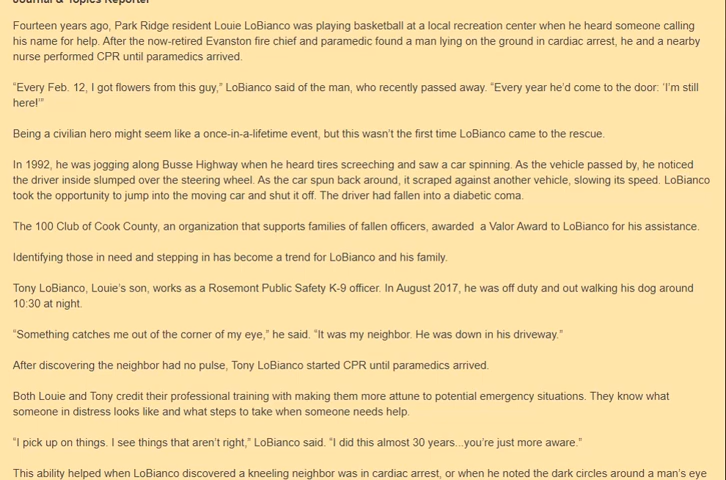 Journal & Topics Reporter
Fourteen years ago, Park Ridge resident Louie LoBianco was playing basketball at a local recreation center when he heard someone calling
his name for help. After the now-retired Evanston fire chief and paramedic found a man lying on the ground in cardiac arrest, he and a nearby
nurse performed CPR until paramedics arrived.
“Every Feb. 12, I got flowers from this guy,” LoBianco said of the man, who recently passed away. “Every year he’d come to the door: ‘I’m still
here!’”
Being a civilian hero might seem like a once-in-a-lifetime event, but this wasn’t the first time LoBianco came to the rescue.
In 1992, he was jogging along Busse Highway when he heard tires screeching and saw a car spinning. As the vehicle passed by, he noticed
the driver inside slumped over the steering wheel. As the car spun back around, it scraped against another vehicle, slowing its speed. LoBianco
took the opportunity to jump into the moving car and shut it off. The driver had fallen into a diabetic coma.
The 100 Club of Cook County, an organization that supports families of fallen officers, awarded  a Valor Award to LoBianco for his assistance.
Identifying those in need and stepping in has become a trend for LoBianco and his family.
Tony LoBianco, Louie’s son, works as a Rosemont Public Safety K-9 officer. In August 2017, he was off duty and out walking his dog around
10:30 at night.
“Something catches me out of the corner of my eye,” he said. “It was my neighbor. He was down in his driveway.”
After discovering the neighbor had no pulse, Tony LoBianco started CPR until paramedics arrived.
Both Louie and Tony credit their professional training with making them more attune to potential emergency situations. They know what
someone in distress looks like and what steps to take when someone needs help.
“I pick up on things. I see things that aren’t right,” LoBianco said. “I did this almost 30 years...you’re just more aware.”
This ability helped when LoBianco discovered a kneeling neighbor was in cardiac arrest, or when he noted the dark circles around a man’s eye